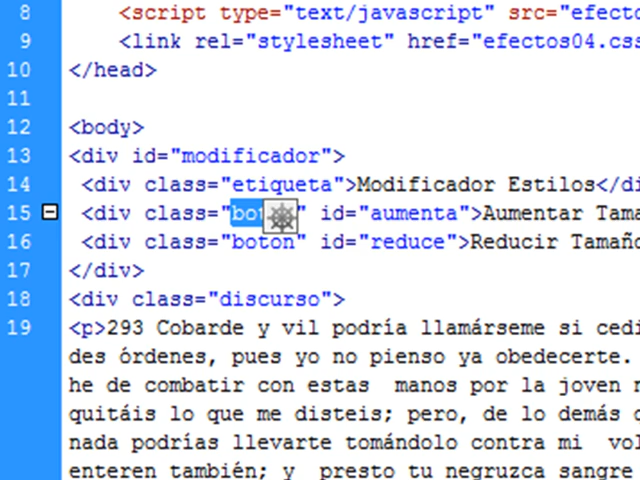 8 <script type="text/javascript" src="efecto
9 <link rel="stylesheet" href="efectos04.css
10 </head>
11
12 <body>
13 <div id="modificador">
14 <div class="etiqueta">Modificador Estilos</di
15 <div class="bot " id="aumenta">Aumentar Tama
16 <div class="boton" id="reduce">Reducir Tamaño
17 </div>
18 <div class="discurso">
19 <p>293 Cobarde y vil podría llamárseme si cedi
des órdenes, pues yo no pienso ya obedecerte.
he de combatir con estas manos por la joven
quitáis lo que me disteis; pero, de lo demás
nada podrías llevarte tomándolo contra mi vol
enteren también; y presto tu negruzca sangre